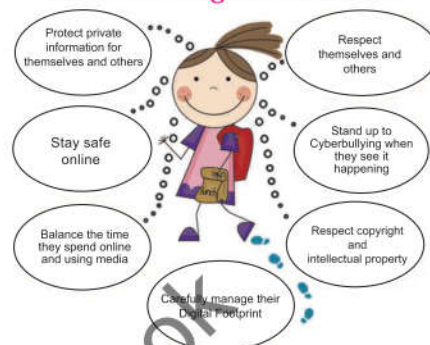 Protect private
information for
themselves and others
Respect
themselves and
others
Stay safe
online
Stand up to
Cyberbullying when
they see it
happening
Balance the time
they spend online
and using media
Respect copyright
and
intellectual property
Carefully manage their
Digital Footprint
lunch